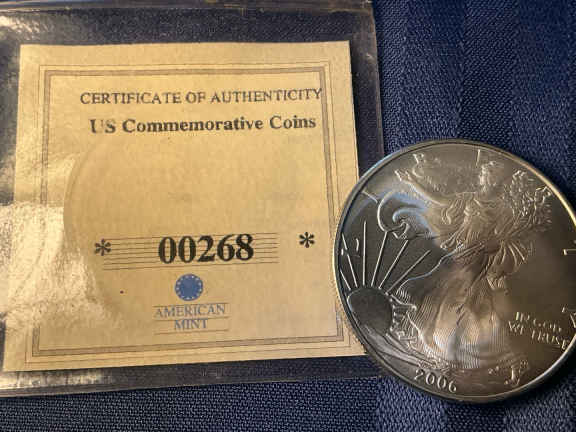 CERTIFICATE OF AUTHENTICITY
US Commemorative Coins
* 00268 *
AMERICAN
MINT
IN GOD
WE TRUST
2006